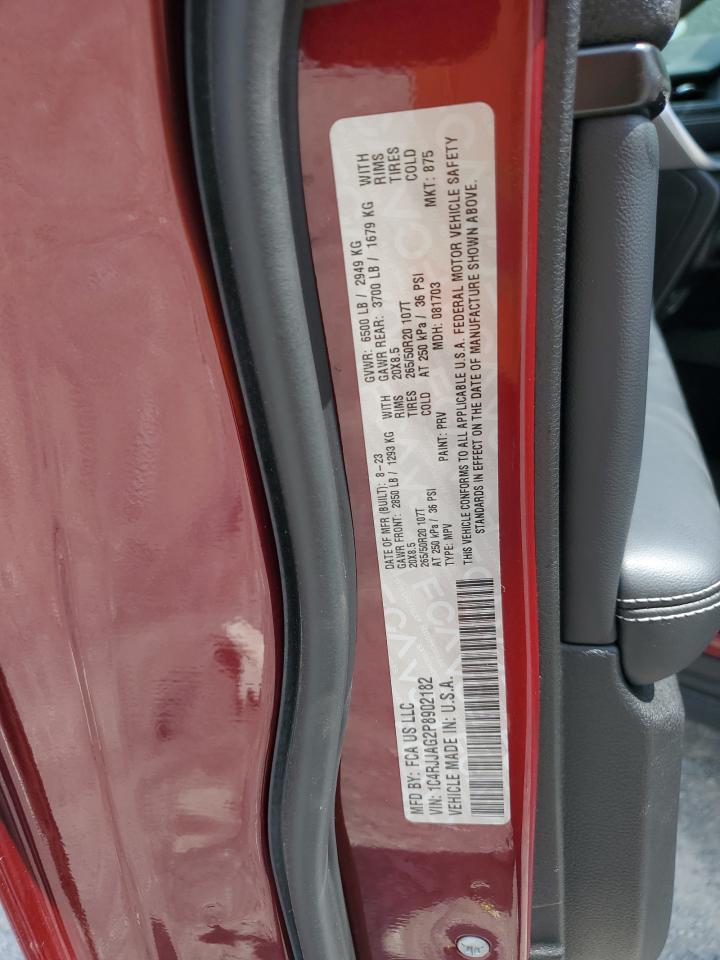 MFD BY: FCA US LLC
DATE OF MFR (BUILT): 8-23
GVWR: 6500 LB / 2949 KG
GAWR FRONT: 2850 LB / 1293 KG WITH
20X8.5 RIMS
265/50R20 107T TIRES
AT 250 kPa / 36 PSI COLD
GAWR REAR: 3700 LB / 1679 KG WITH
20X8.5 RIMS
265/50R20 107T TIRES
AT 250 kPa / 36 PSI COLD
VIN: 1C4RJJAG2P8902182
TYPE: MPV
PAINT: PRV
MDH: 081703
MKT: 875
VEHICLE MADE IN: U.S.A.
THIS VEHICLE CONFORMS TO ALL APPLICABLE U.S.A. FEDERAL MOTOR VEHICLE SAFETY
STANDARDS IN EFFECT ON THE DATE OF MANUFACTURE SHOWN ABOVE.